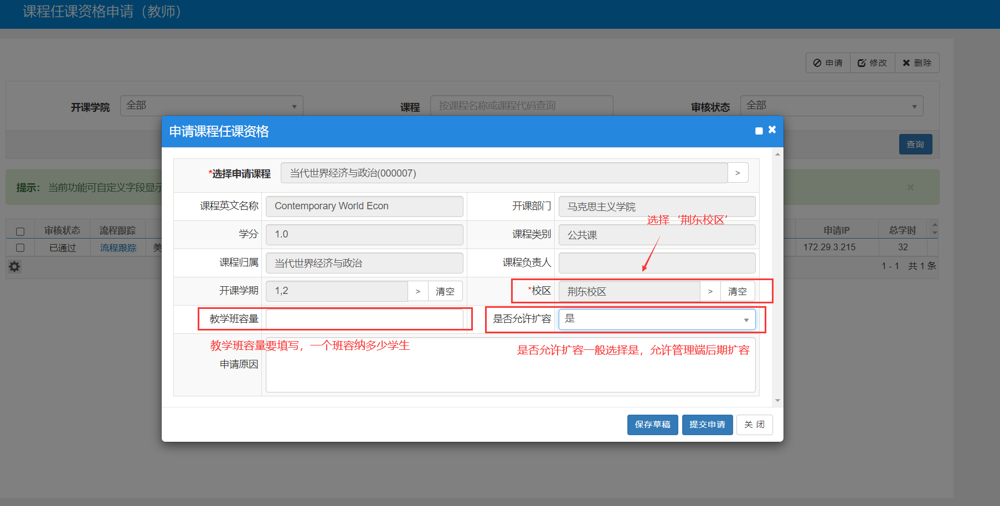 课程任课资格申请（教师）
申请 修改 删除
开课学院 全部 课程 按课程名称或课程代码查询 审核状态 全部
查询
提示： 当前功能可自定义字段显示
审核状态 流程跟踪 申请IP 总学时
已通过 流程跟踪 美 172.29.3.215 32
1 - 1 共 1 条
申请课程任课资格
*选择申请课程 当代世界经济与政治(000007) >
课程英文名称 Contemporary World Econ 开课部门 马克思主义学院
选择‘荆东校区’
学分 1.0 课程类别 公共课
课程归属 当代世界经济与政治 课程负责人
开课学期 1,2 > 清空 *校区 荆东校区 > 清空
教学班容量 是否允许扩容 是
教学班容量要填写，一个班容纳多少学生
是否允许扩容一般选择是，允许管理端后期扩容
申请原因
保存草稿 提交申请 关 闭